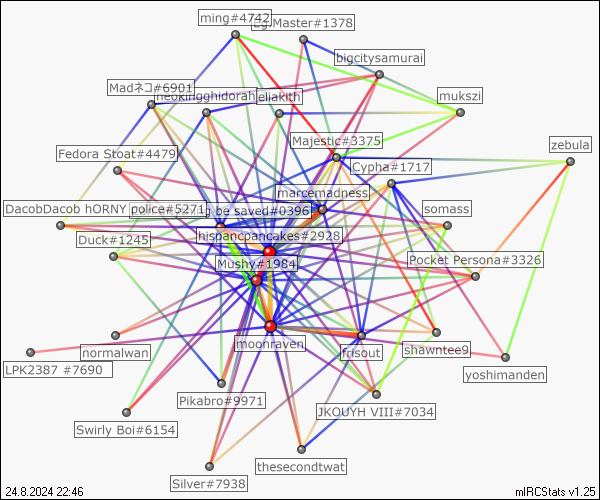 ming#4742
Master#1378
bigcitysamurai
Madネコ#6901
neokingghidorah
eliakith
mukszi
Majestic#3375
zebula
Fedora Stoat#4479
Cypha#1717
marcemadness
DacobDacob hORNY police#5271
be saved#0396
somass
hispancpancakes#2928
Duck#1245
Mushy#1984
Pocket Persona#3326
moonraven
frisout
shawntee9
normalwan
LPK2387 #7690
yoshimanden
Pikabro#9971
JKOUYH VIII#7034
Swirly Boi#6154
thesecondtwat
Silver#7938
24.8.2024 22:46
mIRCStats v1.25